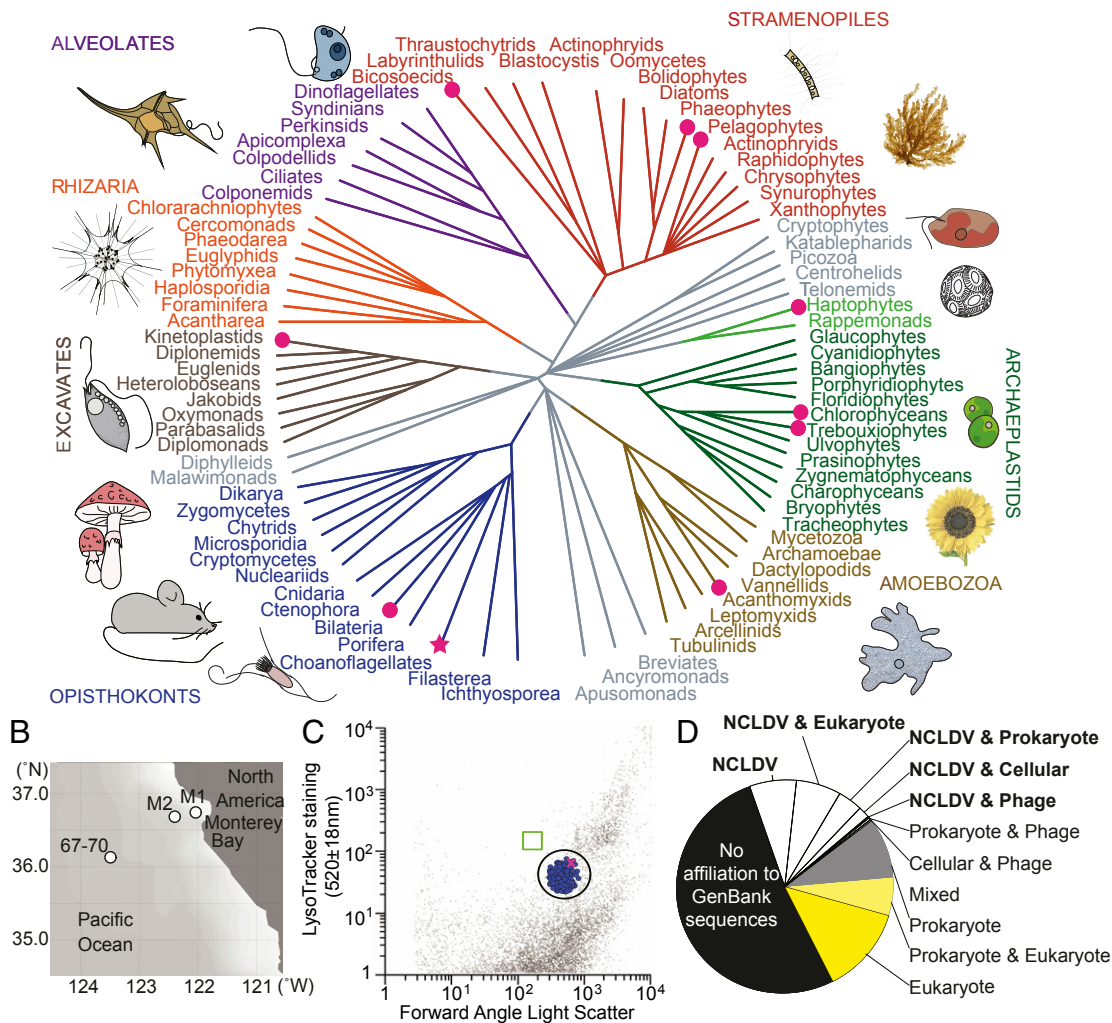 ALVEOLATES
STRAMENOPILES
Thraustochytrids
Actinophryids
Labyrinthulids
Blastocystis
Oomycetes
Bicosoecids
Bolidophytes
Dinoflagellates
Diatoms
Syndinians
Phaeophytes
Perkinsids
Pelagophytes
Apicomplexa
Actinophryids
Colpodellids
Raphidophytes
Ciliates
Chrysophytes
Colponemids
Synurophytes
RHIZARIA
Xanthophytes
Chlorarachniophytes
Cryptophytes
Cercomonads
Katablepharids
Phaeodarea
Picozoa
Euglyphids
Centrohelids
Phytomyxea
Telonemids
Haplosporidia
Haptophytes
Foraminifera
Rappemonads
Acantharea
Glaucophytes
EXCAVATES
Kinetoplastids
Cyanidiophytes
Diplonemids
Bangiophytes
Euglenids
Porphyridiophytes
Heteroloboseans
Floridiophytes
Jakobids
Chlorophyceans
Oxymonads
Trebouxiophytes
Parabasalids
Ulvophytes
Diplomonads
Prasinophytes
Diphylleids
Zygnematophyceans
Malawimonads
Charophyceans
Dikarya
Bryophytes
Zygomycetes
Tracheophytes
ARCHAEPLASTIDS
Chytrids
Mycetozoa
Microsporidia
Archamoebae
Cryptomycetes
Dactylopodids
Nucleariids
Vannellids
AMOEBOZOA
Cnidaria
Acanthomyxids
Ctenophora
Leptomyxids
Bilateria
Arcellinids
Porifera
Tubulinids
Choanoflagellates
Breviates
Filasterea
Ancyromonads
Ichthyosporea
Apusomonads
OPISTHOKONTS
B
(˚N)
37.0
36.0
35.0
North
America
Monterey
Bay
M2
M1
67-70
Pacific
Ocean
124
123
122
121
(˚W)
C
LysoTracker staining
(520±18nm)
10⁴
10³
10²
10¹
1
1
10¹
10²
10³
10⁴
Forward Angle Light Scatter
D
NCLDV & Eukaryote
NCLDV
NCLDV & Prokaryote
NCLDV & Cellular
NCLDV & Phage
Prokaryote & Phage
Cellular & Phage
Mixed
Prokaryote
Prokaryote & Eukaryote
Eukaryote
No
affiliation to
GenBank
sequences